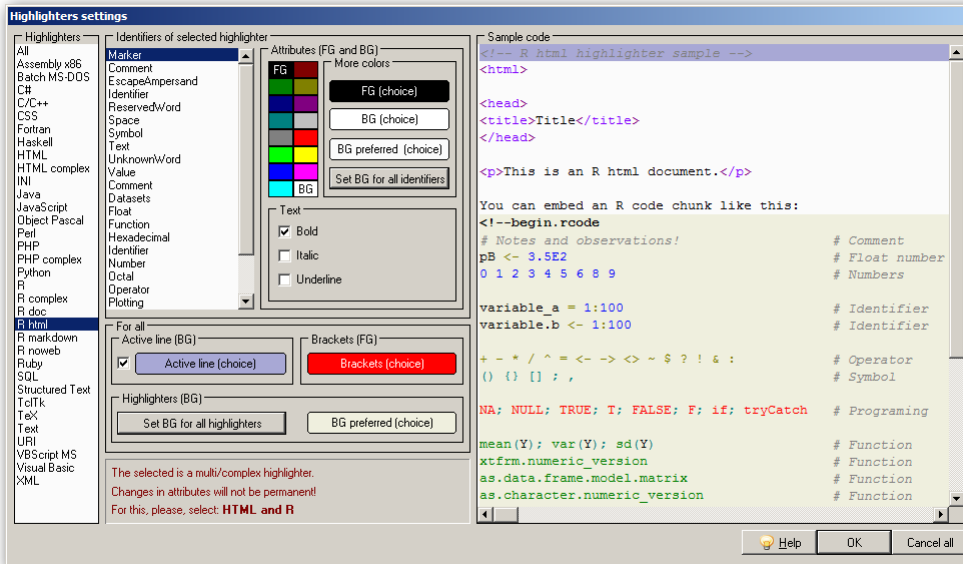 Highlighters settings
Highlighters
All
Assembly x86
Batch MS-DOS
C#
C/C++
CSS
Fortran
Haskell
HTML
HTML complex
INI
Java
JavaScript
Object Pascal
Perl
PHP
PHP complex
Python
R
R complex
R doc
R html
R markdown
R noweb
Ruby
SQL
Structured Text
TclTk
TeX
Text
URI
VBScript MS
Visual Basic
XML
Identifiers of selected highlighter
Marker
Comment
EscapeAmpersand
Identifier
ReservedWord
Space
Symbol
Text
UnknownWord
Value
Comment
Datasets
Float
Function
Hexadecimal
Identifier
Number
Octal
Operator
Plotting
Attributes (FG and BG)
FG
BG
More colors
FG (choice)
BG (choice)
BG preferred (choice)
Set BG for all identifiers
Text
Bold
Italic
Underline
For all
Active line (BG)
Active line (choice)
Brackets (FG)
Brackets (choice)
Highlighters (BG)
Set BG for all highlighters
BG preferred (choice)
The selected is a multi/complex highlighter.
Changes in attributes will not be permanent!
For this, please, select: HTML and R
Sample code
<!-- R html highlighter sample -->
<html>
<head>
<title>Title</title>
</head>
<p>This is an R html document.</p>
You can embed an R code chunk like this:
<!--begin.rcode
# Notes and observations! # Comment
pB <- 3.5E2 # Float number
0 1 2 3 4 5 6 8 9 # Numbers
variable_a = 1:100 # Identifier
variable.b <- 1:100 # Identifier
+ - * / ^ = <- -> <> ~ $ ? ! & : # Operator
() {} [] ; , # Symbol
NA; NULL; TRUE; T; FALSE; F; if; tryCatch # Programing
mean(Y); var(Y); sd(Y) # Function
xtfrm.numeric_version # Function
as.data.frame.model.matrix # Function
as.character.numeric_version # Function
Help
OK
Cancel all